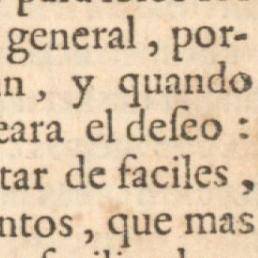 general, por-
n, y quando
eara el deſeo:
tar de faciles,
ntos, que mas